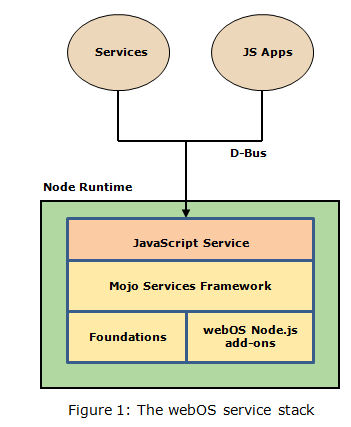 Services
JS Apps
D-Bus
Node Runtime
JavaScript Service
Mojo Services Framework
Foundations
webOS Node.js
add-ons
Figure 1: The webOS service stack